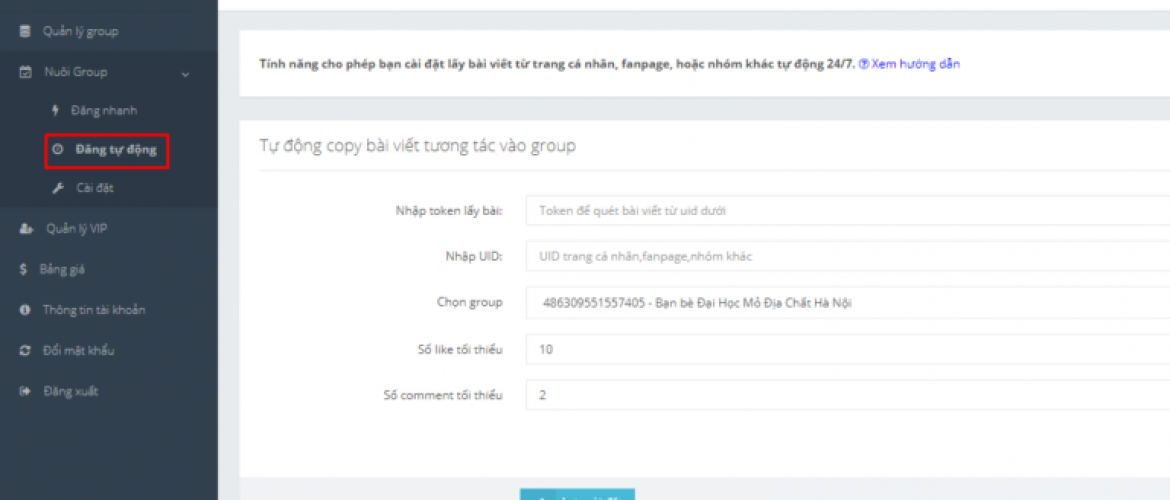 Quản lý group
Nuôi Group
Đăng nhanh
Đăng tự động
Cài đặt
Quản lý VIP
Bảng giá
Thông tin tài khoản
Đổi mật khẩu
Đăng xuất
Tính năng cho phép bạn cài đặt lấy bài viết từ trang cá nhân, fanpage, hoặc nhóm khác tự động 24/7. Xem hướng dẫn
Tự động copy bài viết tương tác vào group
Nhập token lấy bài: Token để quét bài viết từ uid dưới
Nhập UID: UID trang cá nhân,fanpage,nhóm khác
Chọn group 486309551557405 - Bạn bè Đại Học Mỏ Địa Chất Hà Nội
Số like tối thiểu 10
Số comment tối thiểu 2